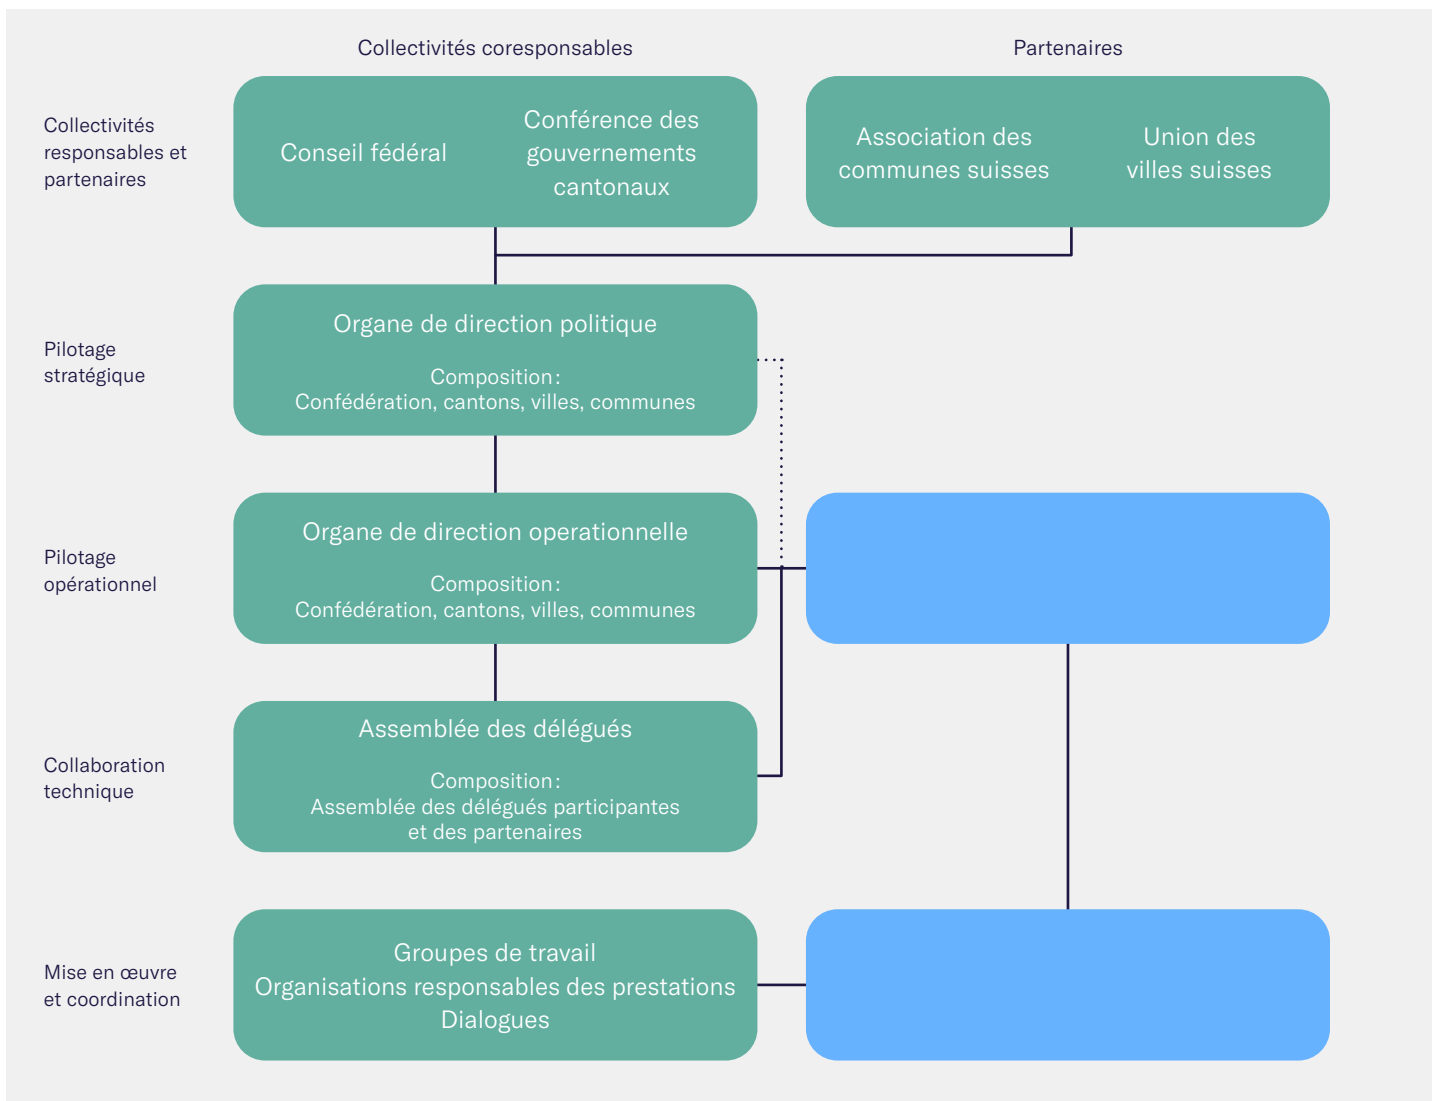 Collectivités coresponsables
Partenaires
Collectivités
responsables et
partenaires
Conseil fédéral
Conférence des
gouvernements
cantonaux
Association des
communes suisses
Union des
villes suisses
Pilotage
stratégique
Organe de direction politique
Composition :
Confédération, cantons, villes, communes
Pilotage
opérationnel
Organe de direction operationnelle
Composition :
Confédération, cantons, villes, communes
Collaboration
technique
Assemblée des délégués
Composition :
Assemblée des délégués participantes
et des partenaires
Mise en œuvre
et coordination
Groupes de travail
Organisations responsables des prestations
Dialogues